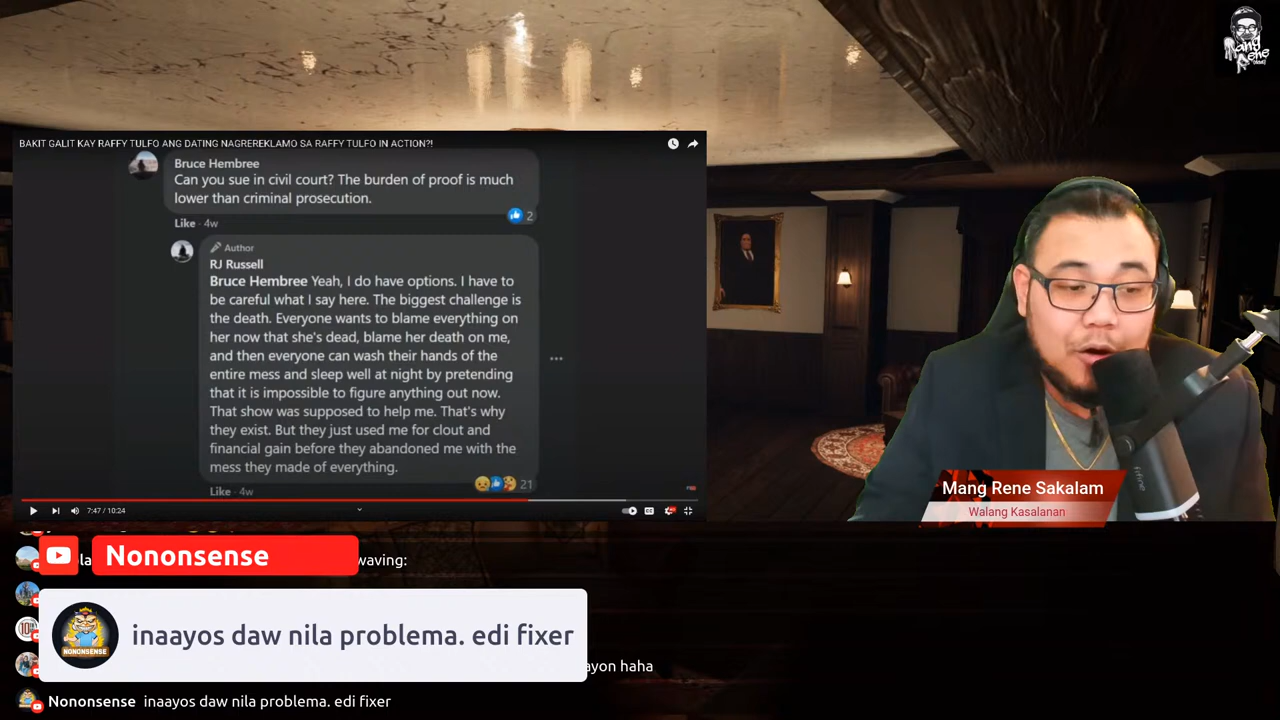 Mang Rene
BAKIT GALIT KAY RAFFY TULFO ANG DATING NAGREREKLAMO SA RAFFY TULFO IN ACTION?!
Bruce Hembree
Can you sue in civil court? The burden of proof is much
lower than criminal prosecution.
2
Like · 4w
Author
RJ Russell
Bruce Hembree Yeah, I do have options. I have to
be careful what I say here. The biggest challenge is
the death. Everyone wants to blame everything on
her now that she's dead, blame her death on me,
and then everyone can wash their hands of the
entire mess and sleep well at night by pretending
that it is impossible to figure anything out now.
That show was supposed to help me. That's why
they exist. But they just used me for clout and
financial gain before they abandoned me with the
mess they made of everything.
21
Like · 4w
7:47 / 10:24
fifine
Mang Rene Sakalam
Walang Kasalanan
Nononsense
waving:
NONONSENSE
inaayos daw nila problema. edi fixer
ayon haha
Nononsense inaayos daw nila problema. edi fixer